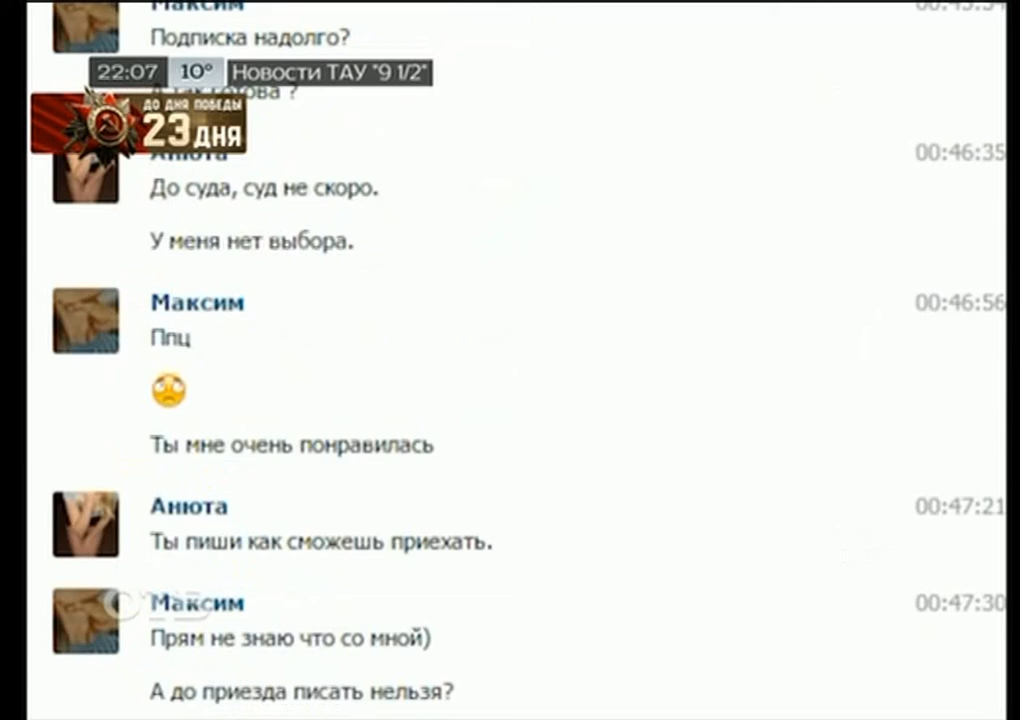 Максим
Подписка надолго?
22:07 10° Новости ТАУ "9 1/2"
А так готова ?
ДО ДНЯ ПОБЕДЫ
23 ДНЯ
Анюта 00:46:35
До суда, суд не скоро.
У меня нет выбора.
Максим 00:46:56
Ппц
Ты мне очень понравилась
Анюта 00:47:21
Ты пиши как сможешь приехать.
ОТВ
Максим 00:47:30
Прям не знаю что со мной)
А до приезда писать нельзя?